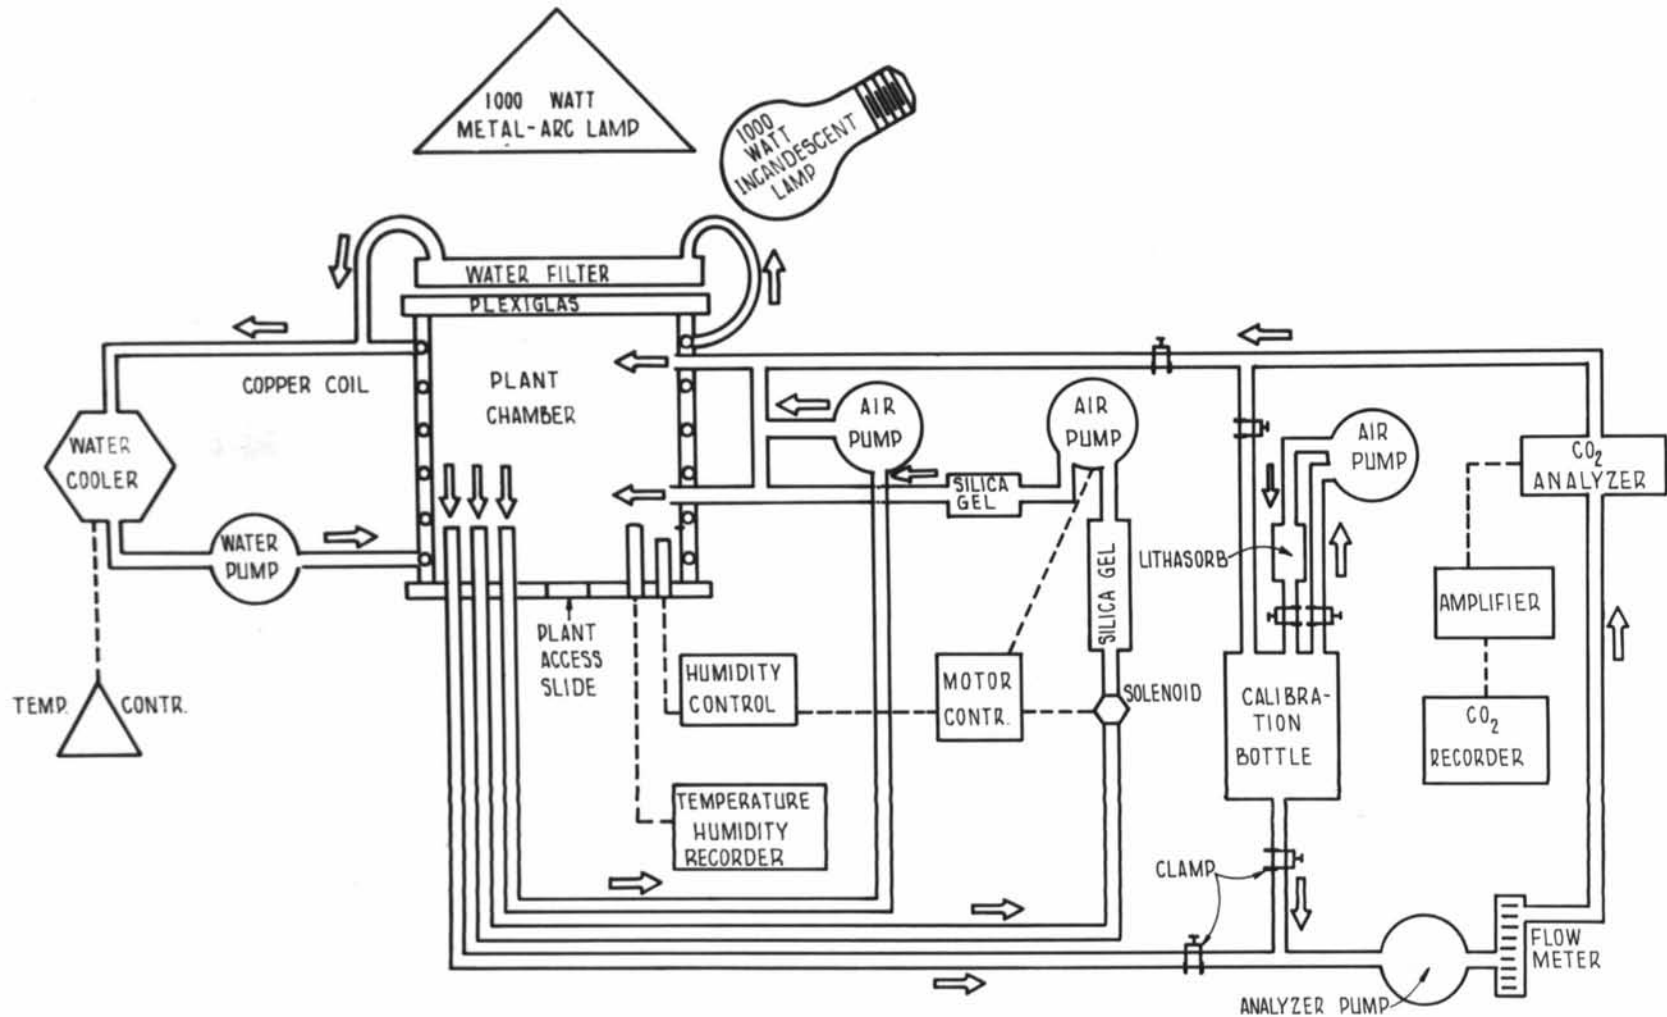 1000 WATT
METAL-ARC LAMP
1000
WATT
INCANDESCENT
LAMP
WATER FILTER
PLEXIGLAS
COPPER COIL
PLANT
CHAMBER
WATER
COOLER
WATER
PUMP
TEMP. CONTR.
AIR
PUMP
AIR
PUMP
SILICA
GEL
SILICA GEL
AIR
PUMP
LITHASORB
CO2
ANALYZER
AMPLIFIER
CO2
RECORDER
PLANT
ACCESS
SLIDE
HUMIDITY
CONTROL
MOTOR
CONTR.
SOLENOID
CALIBRA-
TION
BOTTLE
TEMPERATURE
HUMIDITY
RECORDER
CLAMP
FLOW
METER
ANALYZER PUMP